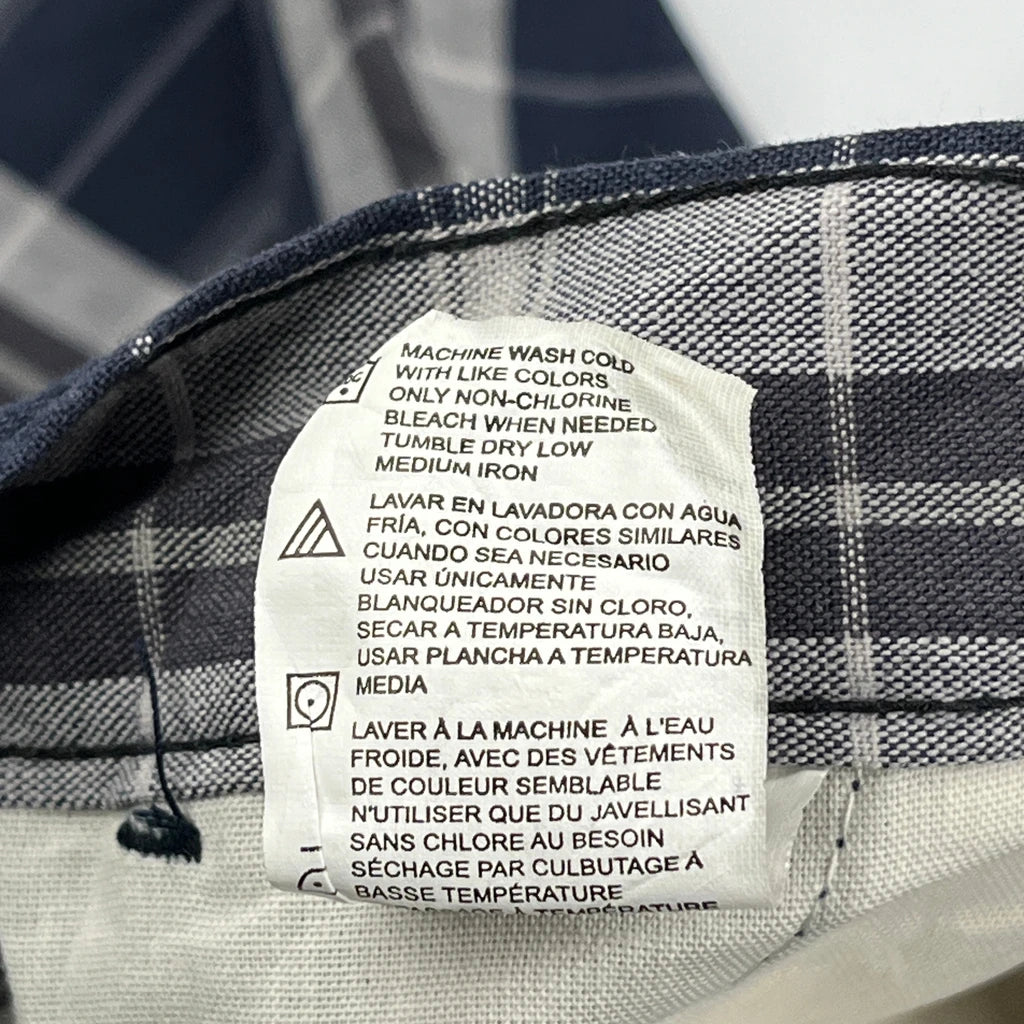 MACHINE WASH COLD
WITH LIKE COLORS
ONLY NON-CHLORINE
BLEACH WHEN NEEDED
TUMBLE DRY LOW
MEDIUM IRON
LAVAR EN LAVADORA CON AGUA
FRÍA, CON COLORES SIMILARES
CUANDO SEA NECESARIO
USAR ÚNICAMENTE
BLANQUEADOR SIN CLORO,
SECAR A TEMPERATURA BAJA,
USAR PLANCHA A TEMPERATURA
MEDIA
LAVER À LA MACHINE À L'EAU
FROIDE, AVEC DES VÊTEMENTS
DE COULEUR SEMBLABLE
N'UTILISER QUE DU JAVELLISANT
SANS CHLORE AU BESOIN
SÉCHAGE PAR CULBUTAGE À
BASSE TEMPÉRATURE
À TEMPÉRATURE